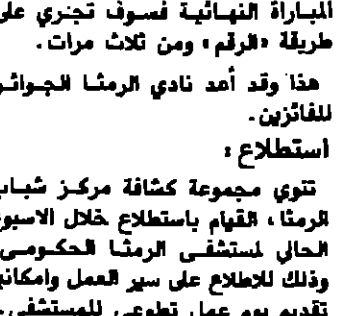 المباراة النهائية فسوف تجري على
طريقة «الرقم» ومن ثلاث مرات.
هذا وقد أعد نادي الرمثا الجوائز
للفائزين.
استطلاع:
تنوي مجموعة كشافة مركز شباب
الرمثا، القيام باستطلاع خلال الاسبوع
الحالي لمستشفى الرمثا الحكومى
وذلك للاطلاع على سير العمل وامكانية
تقديم يوم عمل تطوعي للمستشفى.